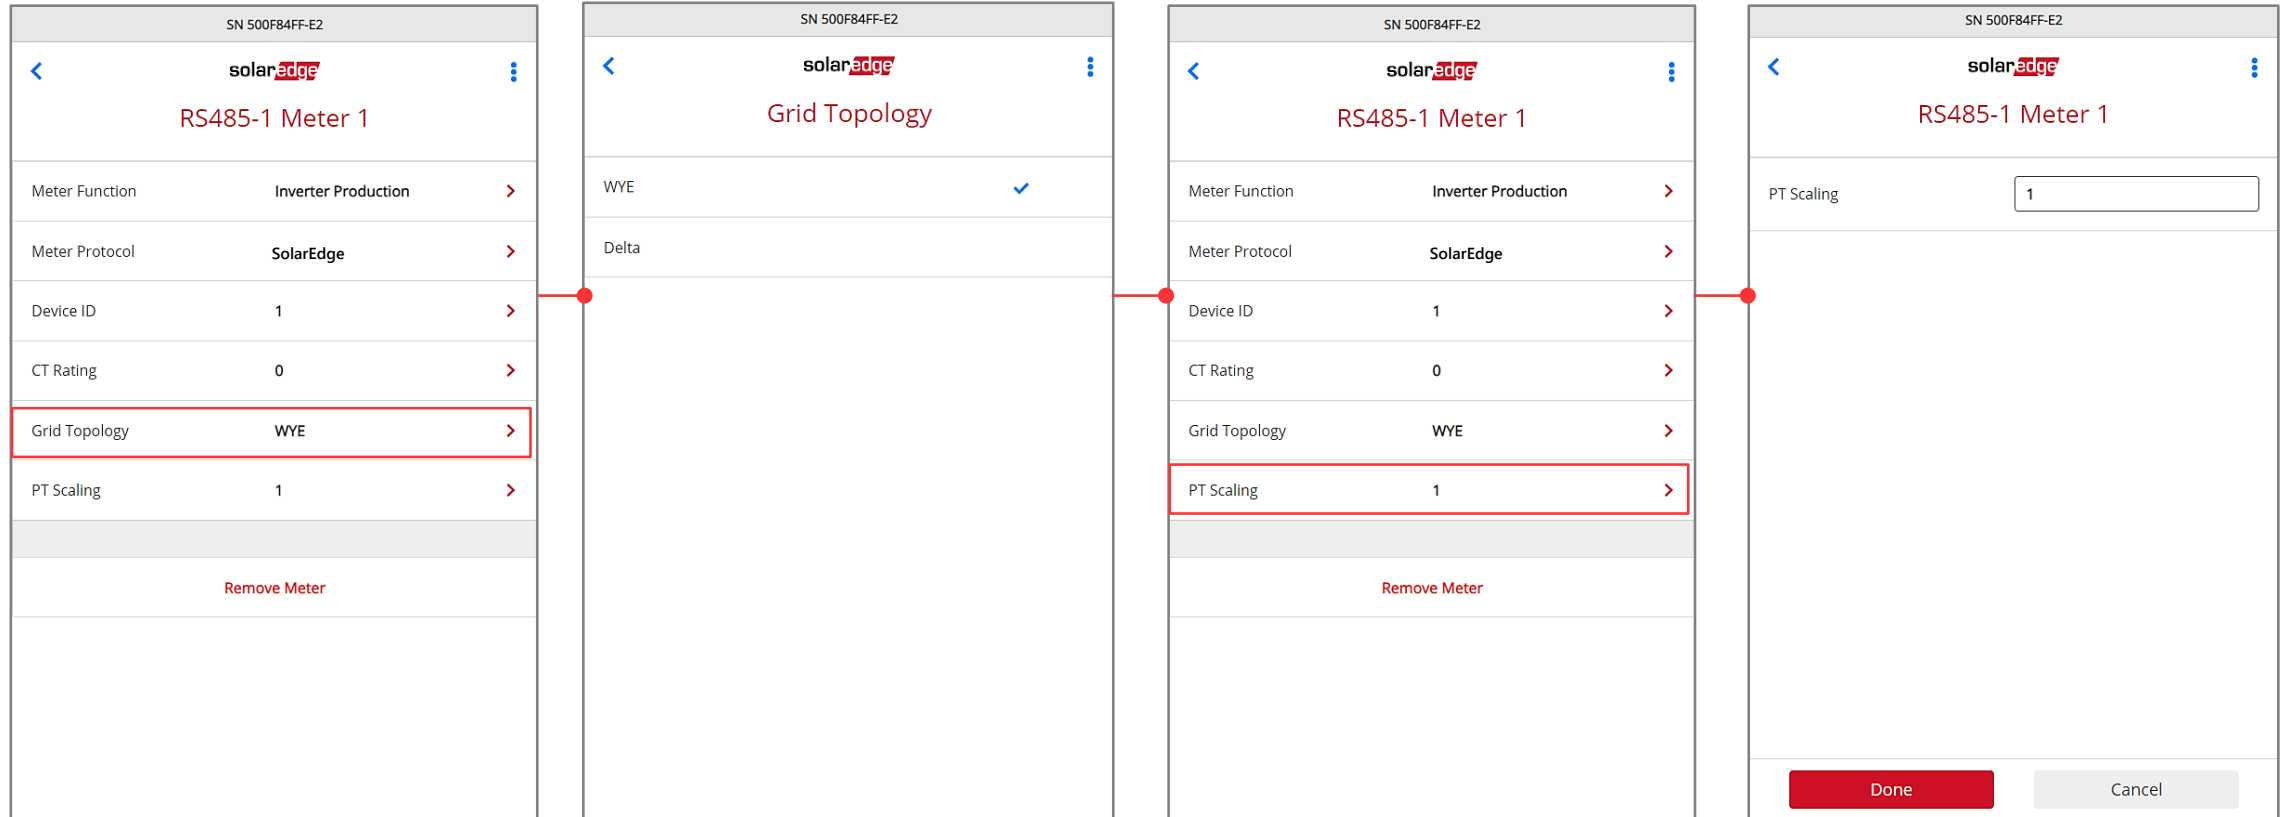 SN 500F84FF-E2
solaredge
RS485-1 Meter 1
Meter Function Inverter Production
Meter Protocol SolarEdge
Device ID 1
CT Rating 0
Grid Topology WYE
PT Scaling 1
Remove Meter
SN 500F84FF-E2
solaredge
Grid Topology
WYE
Delta
SN 500F84FF-E2
solaredge
RS485-1 Meter 1
Meter Function Inverter Production
Meter Protocol SolarEdge
Device ID 1
CT Rating 0
Grid Topology WYE
PT Scaling 1
Remove Meter
SN 500F84FF-E2
solaredge
RS485-1 Meter 1
PT Scaling 1
Done Cancel